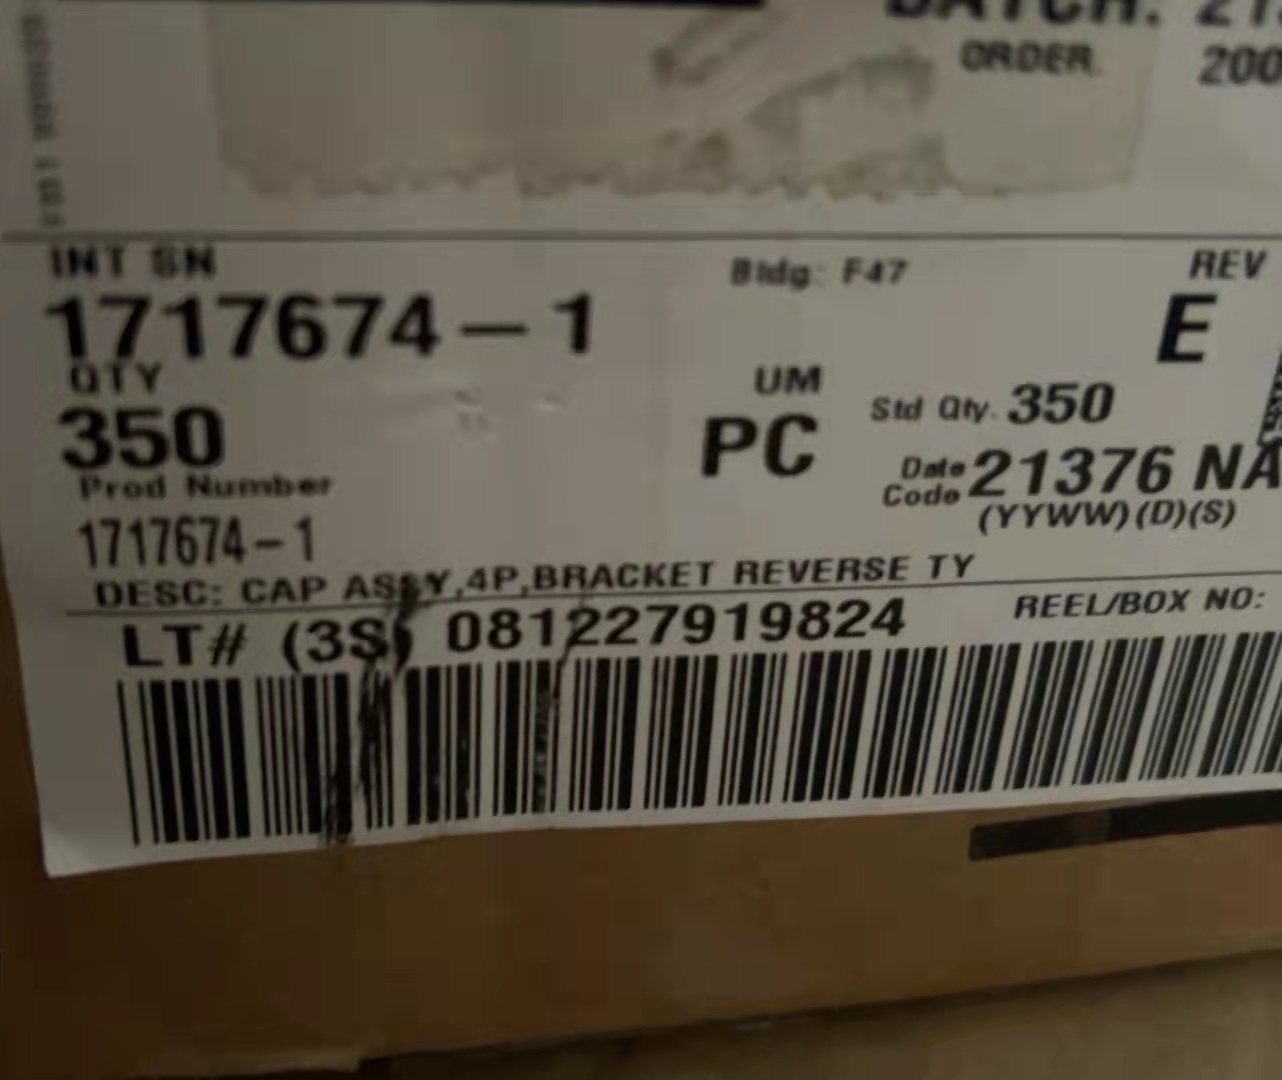 ORDER. 200
INT SN Bldg: F47 REV
1717674-1 E
QTY UM
350 PC Std Qty. 350
Prod Number Date Code 21376 NA
1717674-1 (YYWW)(D)(S)
DESC: CAP ASSY,4P,BRACKET REVERSE TY
LT# (3S) 081227919824 REEL/BOX NO: